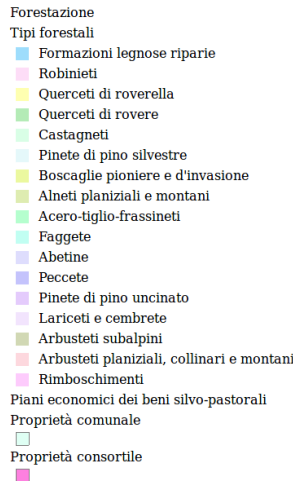 Forestazione
Tipi forestali
Formazioni legnose riparie
Robinieti
Querceti di roverella
Querceti di rovere
Castagneti
Pinete di pino silvestre
Boscaglie pioniere e d'invasione
Alneti planiziali e montani
Acero-tiglio-frassineti
Faggete
Abetine
Peccete
Pinete di pino uncinato
Lariceti e cembrete
Arbusteti subalpini
Arbusteti planiziali, collinari e montani
Rimboschimenti
Piani economici dei beni silvo-pastorali
Proprietà comunale
Proprietà consortile